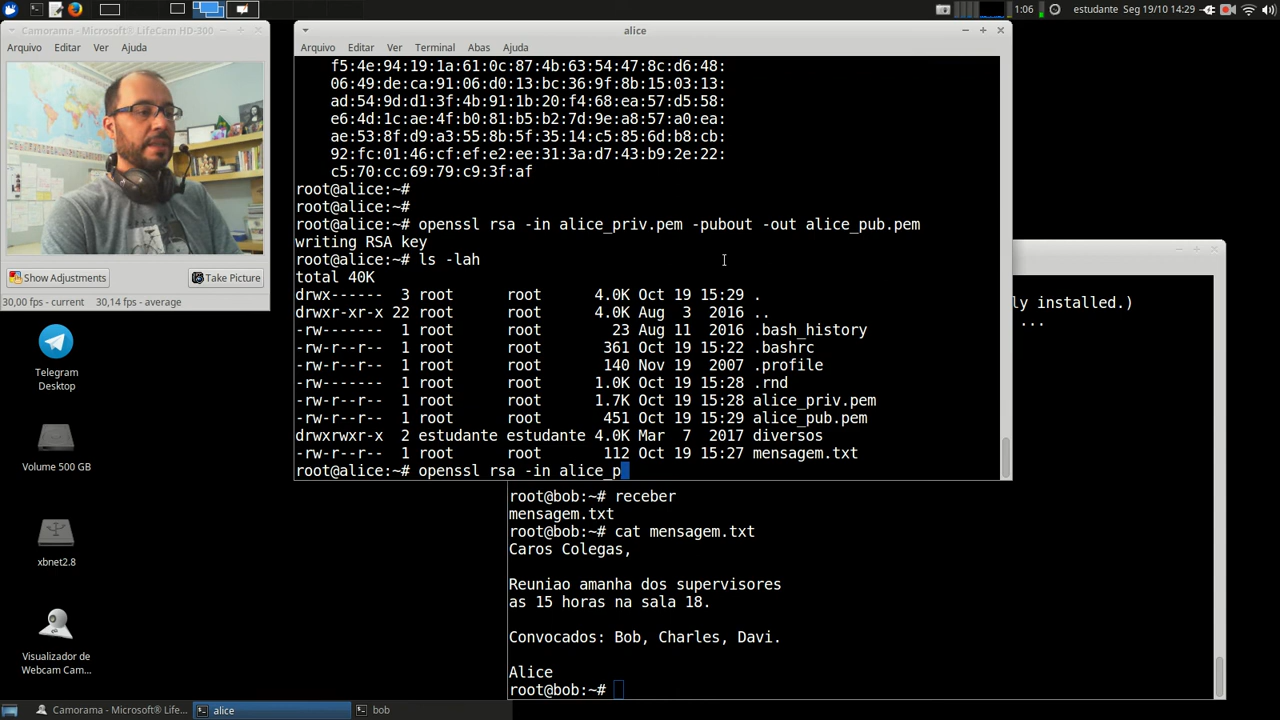 1:06
estudante Seg 19/10 14:29
Camorama - Microsoft® LifeCam HD-300
Arquivo Editar Ver Ajuda
Show Adjustments
Take Picture
30,00 fps - current 30,14 fps - average
Telegram
Desktop
Volume 500 GB
xbnet2.8
Visualizador de
Webcam Cam...
alice
Arquivo Editar Ver Terminal Abas Ajuda
f5:4e:94:19:1a:61:0c:87:4b:63:54:47:8c:d6:48:
06:49:de:ca:91:06:d0:13:bc:36:9f:8b:15:03:13:
ad:54:9d:d1:3f:4b:91:1b:20:f4:68:ea:57:d5:58:
e6:4d:1c:ae:4f:b0:81:b5:b2:7d:9e:a8:57:a0:ea:
ae:53:8f:d9:a3:55:8b:5f:35:14:c5:85:6d:b8:cb:
92:fc:01:46:cf:ef:e2:ee:31:3a:d7:43:b9:2e:22:
c5:70:cc:69:79:c9:3f:af
root@alice:~#
root@alice:~#
root@alice:~# openssl rsa -in alice_priv.pem -pubout -out alice_pub.pem
writing RSA key
root@alice:~# ls -lah
total 40K
drwx------ 3 root root 4.0K Oct 19 15:29 .
drwxr-xr-x 22 root root 4.0K Aug 3 2016 ..
-rw------- 1 root root 23 Aug 11 2016 .bash_history
-rw-r--r-- 1 root root 361 Oct 19 15:22 .bashrc
-rw-r--r-- 1 root root 140 Nov 19 2007 .profile
-rw------- 1 root root 1.0K Oct 19 15:28 .rnd
-rw-r--r-- 1 root root 1.7K Oct 19 15:28 alice_priv.pem
-rw-r--r-- 1 root root 451 Oct 19 15:29 alice_pub.pem
drwxrwxr-x 2 estudante estudante 4.0K Mar 7 2017 diversos
-rw-r--r-- 1 root root 112 Oct 19 15:27 mensagem.txt
root@alice:~# openssl rsa -in alice_p
ly installed.)
...
root@bob:~# receber
mensagem.txt
root@bob:~# cat mensagem.txt
Caros Colegas,
Reuniao amanha dos supervisores
as 15 horas na sala 18.
Convocados: Bob, Charles, Davi.
Alice
root@bob:~#
Camorama - Microsoft® LifeC...
alice
bob